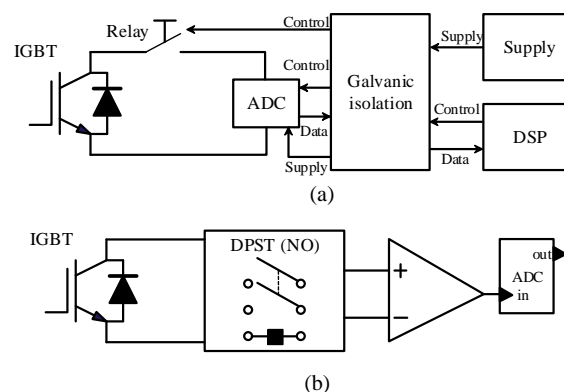 IGBT
Relay
Control
Control
ADC
Data
Supply
Galvanic
isolation
Supply
Supply
Control
DSP
Data
(a)
IGBT
DPST (NO)
+
−
out
ADC
in
(b)